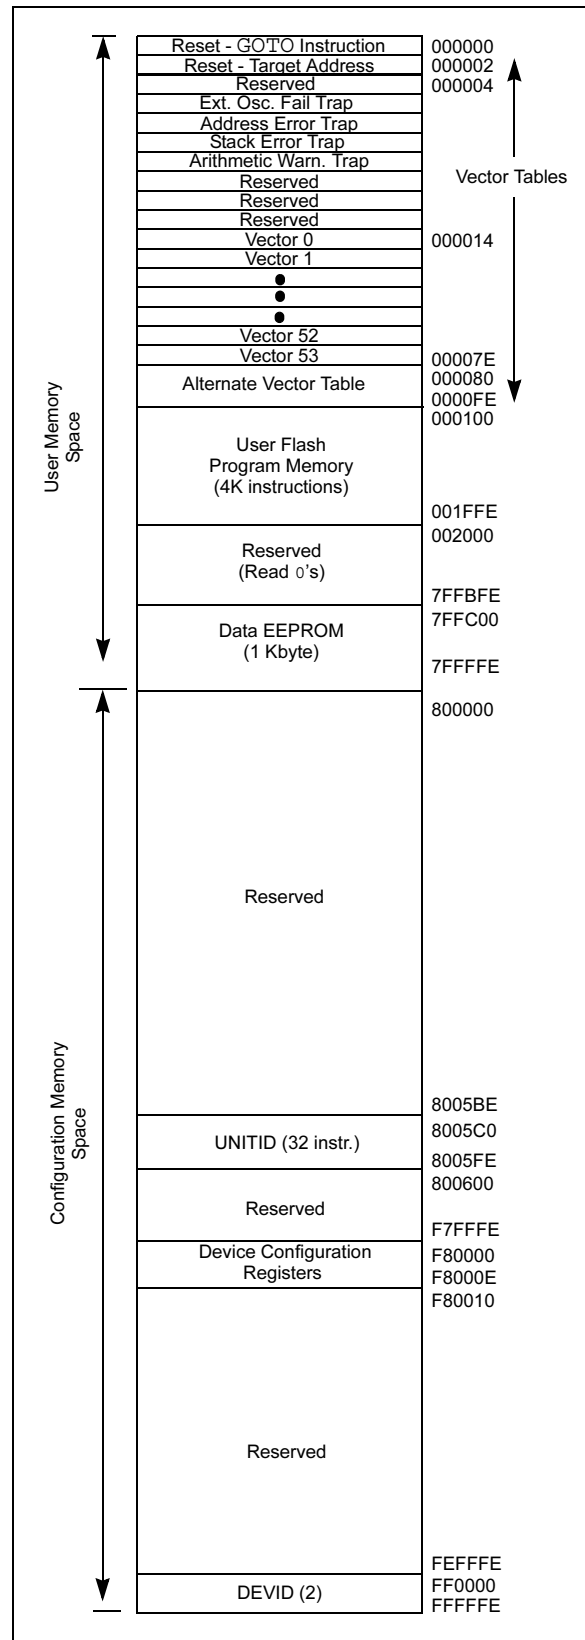 Reset - GOTO Instruction 000000
Reset - Target Address 000002
Reserved 000004
Ext. Osc. Fail Trap
Address Error Trap
Stack Error Trap
Arithmetic Warn. Trap
Reserved
Reserved
Reserved
Vector 0 000014
Vector 1
Vector 52
Vector 53 00007E
Alternate Vector Table 000080
0000FE
Vector Tables
000100
User Flash
Program Memory
(4K instructions)
001FFE
002000
Reserved
(Read 0's)
7FFBFE
7FFC00
Data EEPROM
(1 Kbyte)
7FFFFE
User Memory
Space
800000
Reserved
8005BE
8005C0
UNITID (32 instr.)
8005FE
800600
Reserved
F7FFFE
Device Configuration
Registers
F80000
F8000E
F80010
Reserved
FEFFFE
FF0000
DEVID (2)
FFFFFE
Configuration Memory
Space